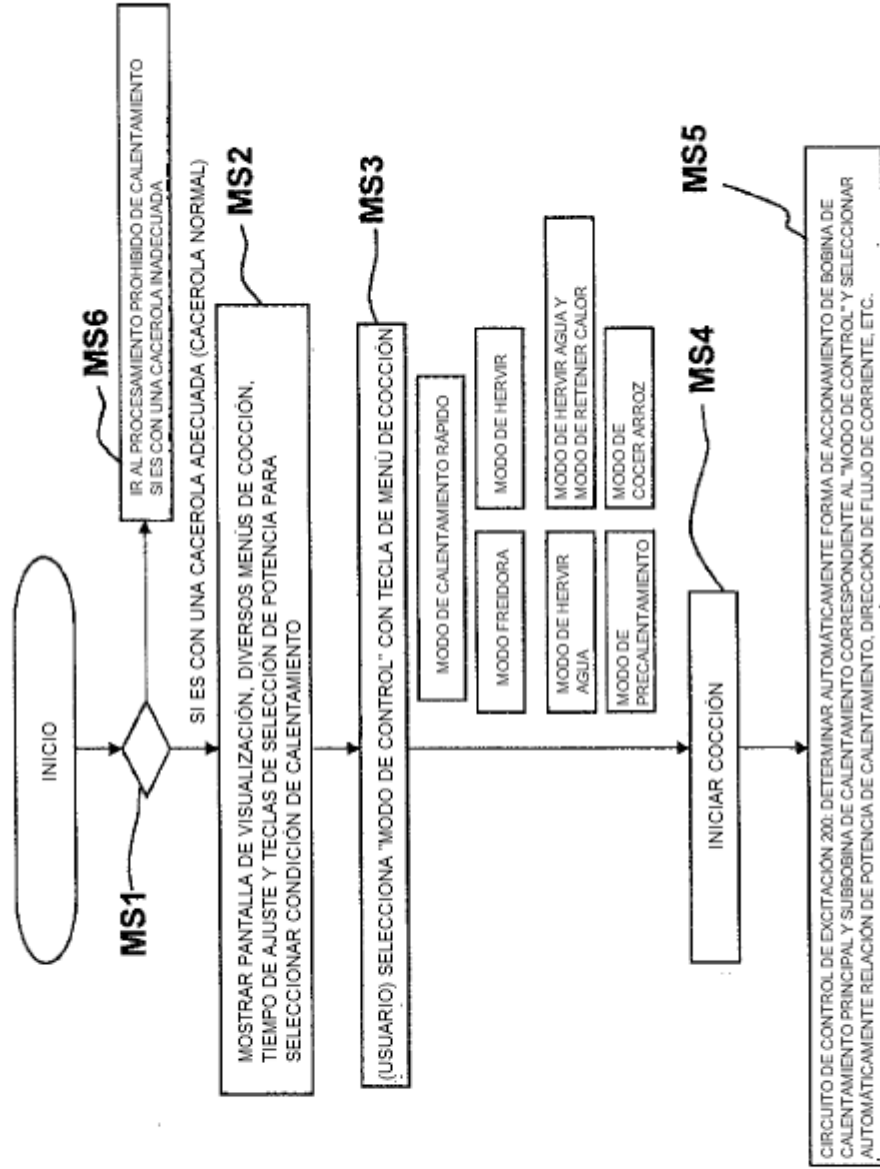 INICIO
MS1
MS6
IR AL PROCESAMIENTO PROHIBIDO DE CALENTAMIENTO
SI ES CON UNA CACEROLA INADECUADA
SI ES CON UNA CACEROLA ADECUADA (CACEROLA NORMAL)
MS2
MOSTRAR PANTALLA DE VISUALIZACIÓN, DIVERSOS MENÚS DE COCCIÓN,
TIEMPO DE AJUSTE Y TECLAS DE SELECCIÓN DE POTENCIA PARA
SELECCIONAR CONDICIÓN DE CALENTAMIENTO
MS3
(USUARIO) SELECCIONA "MODO DE CONTROL" CON TECLA DE MENÚ DE COCCIÓN
MODO DE CALENTAMIENTO RÁPIDO
MODO FREIDORA
MODO DE HERVIR
MODO DE HERVIR
AGUA
MODO DE HERVIR AGUA Y
MODO DE RETENER CALOR
MODO DE
PRECALENTAMIENTO
MODO DE
COCER ARROZ
MS4
INICIAR COCCIÓN
MS5
CIRCUITO DE CONTROL DE EXCITACIÓN 200: DETERMINAR AUTOMÁTICAMENTE FORMA DE ACCIONAMIENTO DE BOBINA DE
CALENTAMIENTO PRINCIPAL Y SUBBOBINA DE CALENTAMIENTO CORRESPONDIENTE AL "MODO DE CONTROL" Y SELECCIONAR
AUTOMÁTICAMENTE RELACIÓN DE POTENCIA DE CALENTAMIENTO, DIRECCIÓN DE FLUJO DE CORRIENTE, ETC.